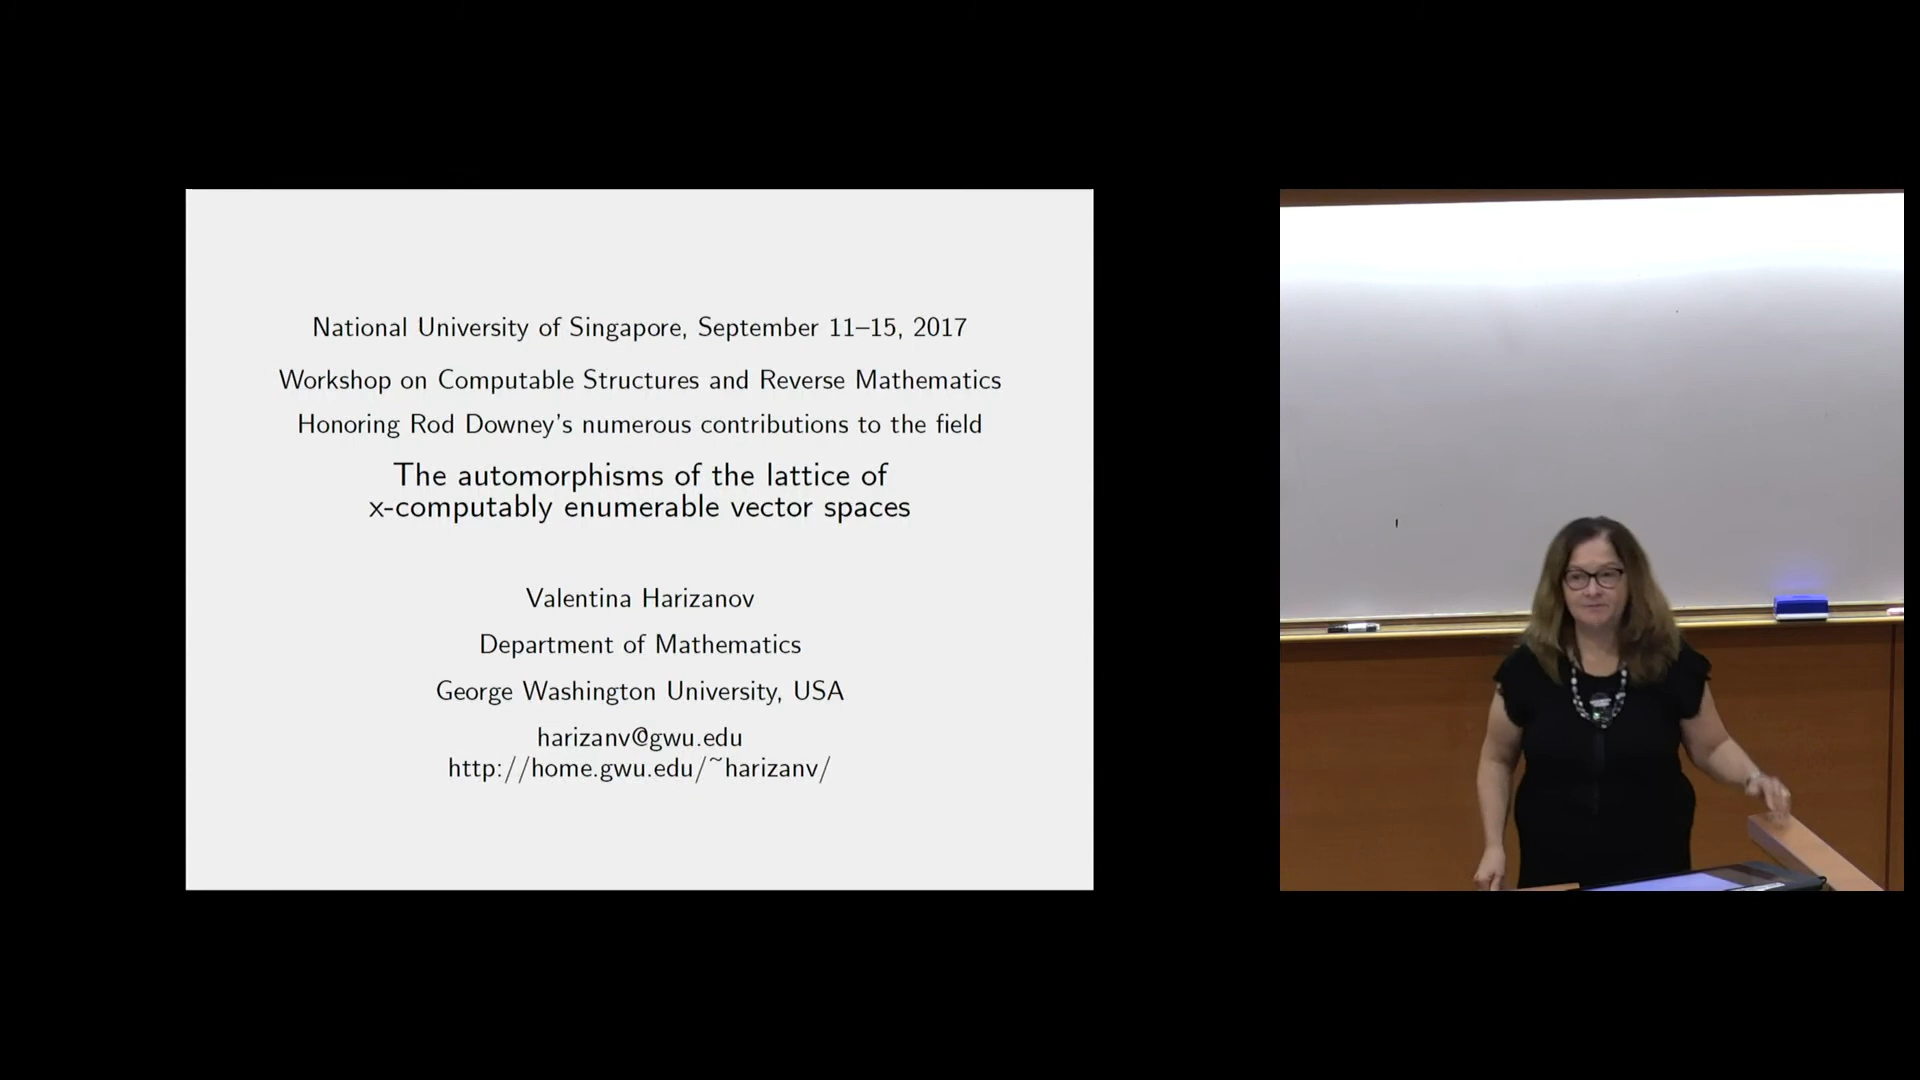 National University of Singapore, September 11–15, 2017
Workshop on Computable Structures and Reverse Mathematics
Honoring Rod Downey's numerous contributions to the field
The automorphisms of the lattice of
x-computably enumerable vector spaces
Valentina Harizanov
Department of Mathematics
George Washington University, USA
harizanv@gwu.edu
http://home.gwu.edu/~harizanv/